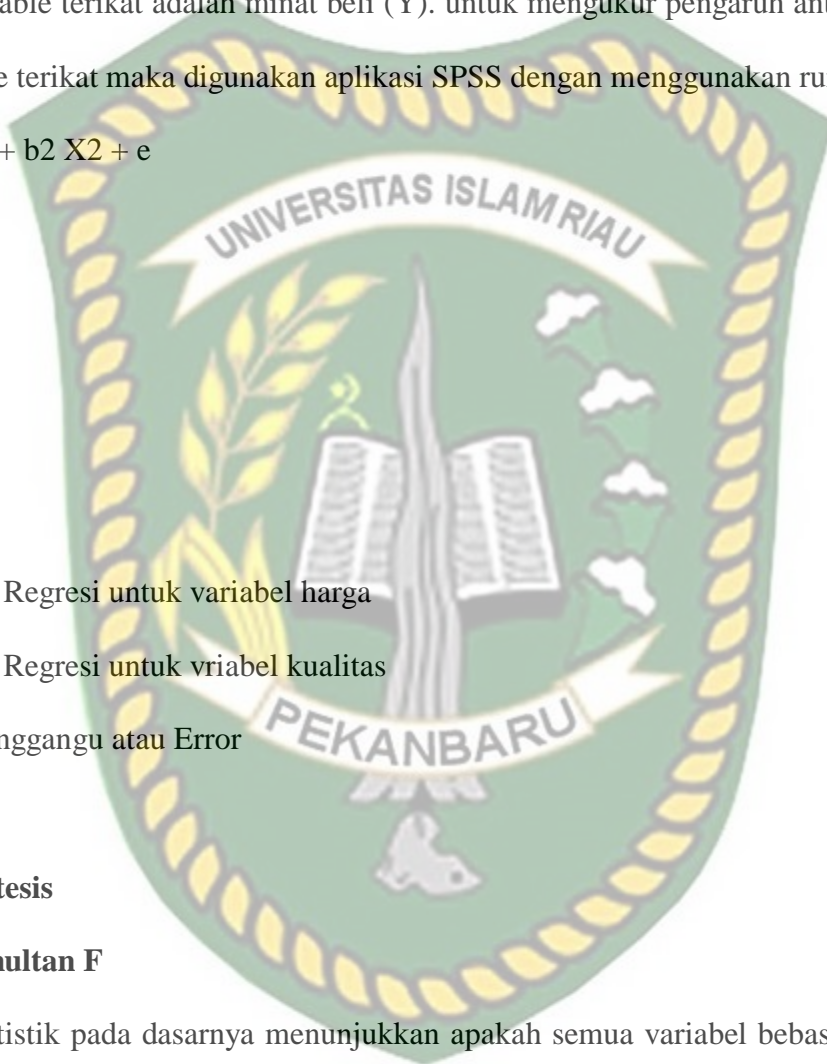 able terikat adalah minat beli (Y). untuk mengukur pengaruh ant
e terikat maka digunakan aplikasi SPSS dengan menggunakan ru
+ b2 X2 + e
UNIVERSITAS ISLAM RIAU
Regresi untuk variabel harga
Regresi untuk vriabel kualitas
nggangu atau Error
PEKANBARU
tesis
nultan F
tistik pada dasarnya menunjukkan apakah semua variabel bebas